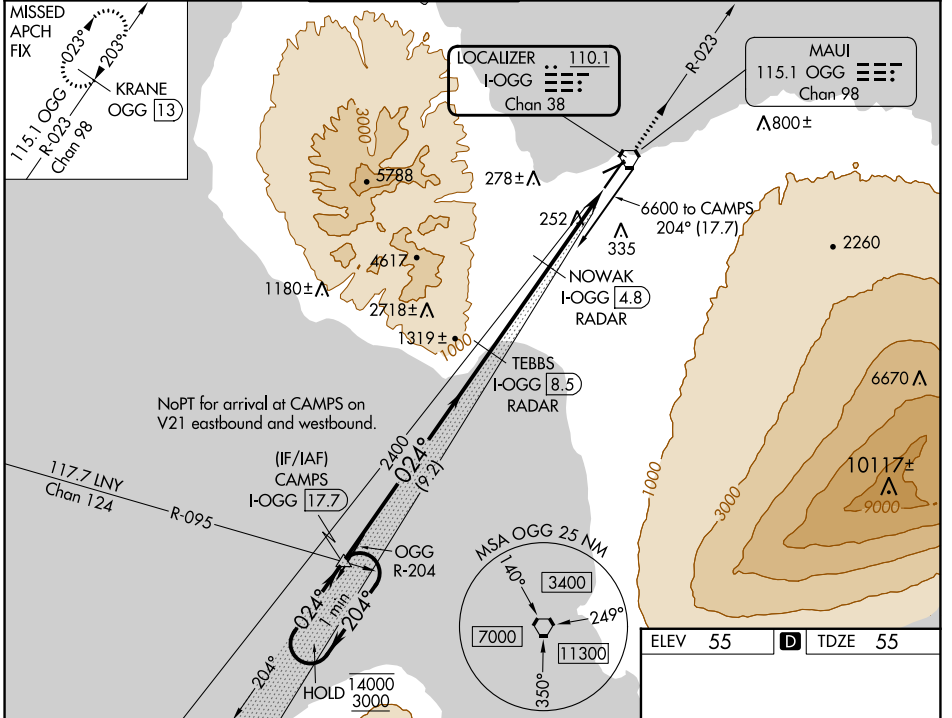 MISSED
APCH
FIX
023°
203°
KRANE
OGG 13
115.1 OGG
R-023
Chan 98
LOCALIZER 110.1
I-OGG
Chan 38
R-023
MAUI
115.1 OGG
Chan 98
800±
3000
5788
278±
252
335
6600 to CAMPS
204° (17.7)
2260
4617
1180±
2718±
1319±
1000
NOWAK
I-OGG 4.8
RADAR
TEBBS
I-OGG 8.5
RADAR
6670
10117±
9000
1000
3000
NoPT for arrival at CAMPS on
V21 eastbound and westbound.
2400
024°
(9.2)
(IF/IAF)
CAMPS
I-OGG 17.7
117.7 LNY
Chan 124
R-095
OGG
R-204
024°
1 min
204°
204°
HOLD
14000
3000
MSA OGG 25 NM
140°
3400
249°
7000
11300
350°
ELEV 55 D TDZE 55